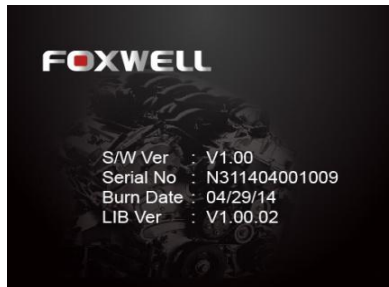 FOXWELL
S/W Ver : V1.00
Serial No : N311404001009
Burn Date : 04/29/14
LIB Ver : V1.00.02